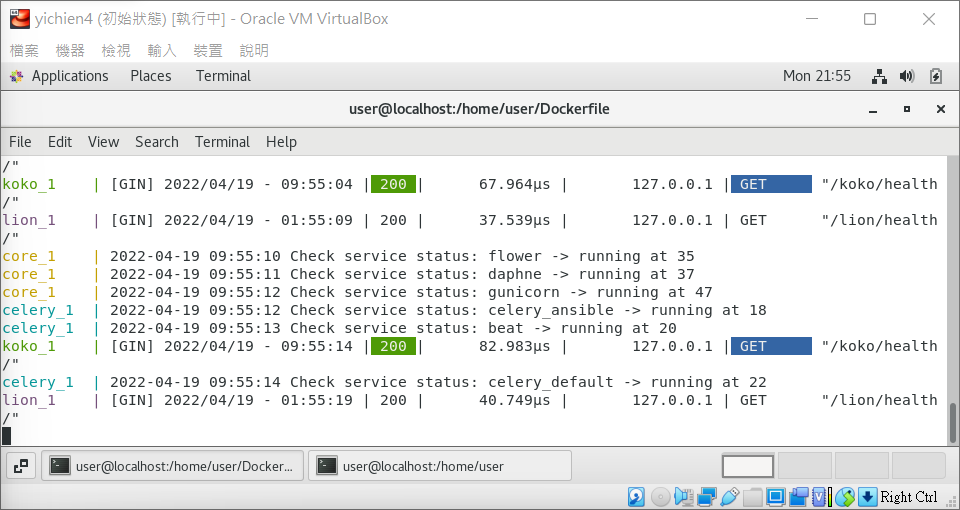 yichien4 (初始狀態) [執行中] - Oracle VM VirtualBox
檔案 機器 檢視 輸入 裝置 說明
Applications Places Terminal Mon 21:55
user@localhost:/home/user/Dockerfile
File Edit View Search Terminal Help
/"
koko_1    | [GIN] 2022/04/19 - 09:55:04 | 200 |      67.964µs |       127.0.0.1 | GET      "/koko/health
/"
lion_1    | [GIN] 2022/04/19 - 01:55:09 | 200 |      37.539µs |       127.0.0.1 | GET      "/lion/health
/"
core_1    | 2022-04-19 09:55:10 Check service status: flower -> running at 35
core_1    | 2022-04-19 09:55:11 Check service status: daphne -> running at 37
core_1    | 2022-04-19 09:55:12 Check service status: gunicorn -> running at 47
celery_1  | 2022-04-19 09:55:12 Check service status: celery_ansible -> running at 18
celery_1  | 2022-04-19 09:55:13 Check service status: beat -> running at 20
koko_1    | [GIN] 2022/04/19 - 09:55:14 | 200 |      82.983µs |       127.0.0.1 | GET      "/koko/health
/"
celery_1  | 2022-04-19 09:55:14 Check service status: celery_default -> running at 22
lion_1    | [GIN] 2022/04/19 - 01:55:19 | 200 |      40.749µs |       127.0.0.1 | GET      "/lion/health
/"
user@localhost:/home/user/Docker... user@localhost:/home/user
Right Ctrl